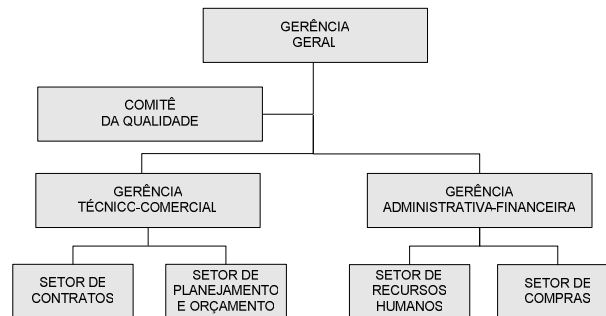 GERÊNCIA
GERAL
COMITÊ
DA QUALIDADE
GERÊNCIA
TÉCNICO-COMERCIAL
GERÊNCIA
ADMINISTRATIVA-FINANCEIRA
SETOR DE
CONTRATOS
SETOR DE
PLANEJAMENTO
E ORÇAMENTO
SETOR DE
RECURSOS
HUMANOS
SETOR DE
COMPRAS